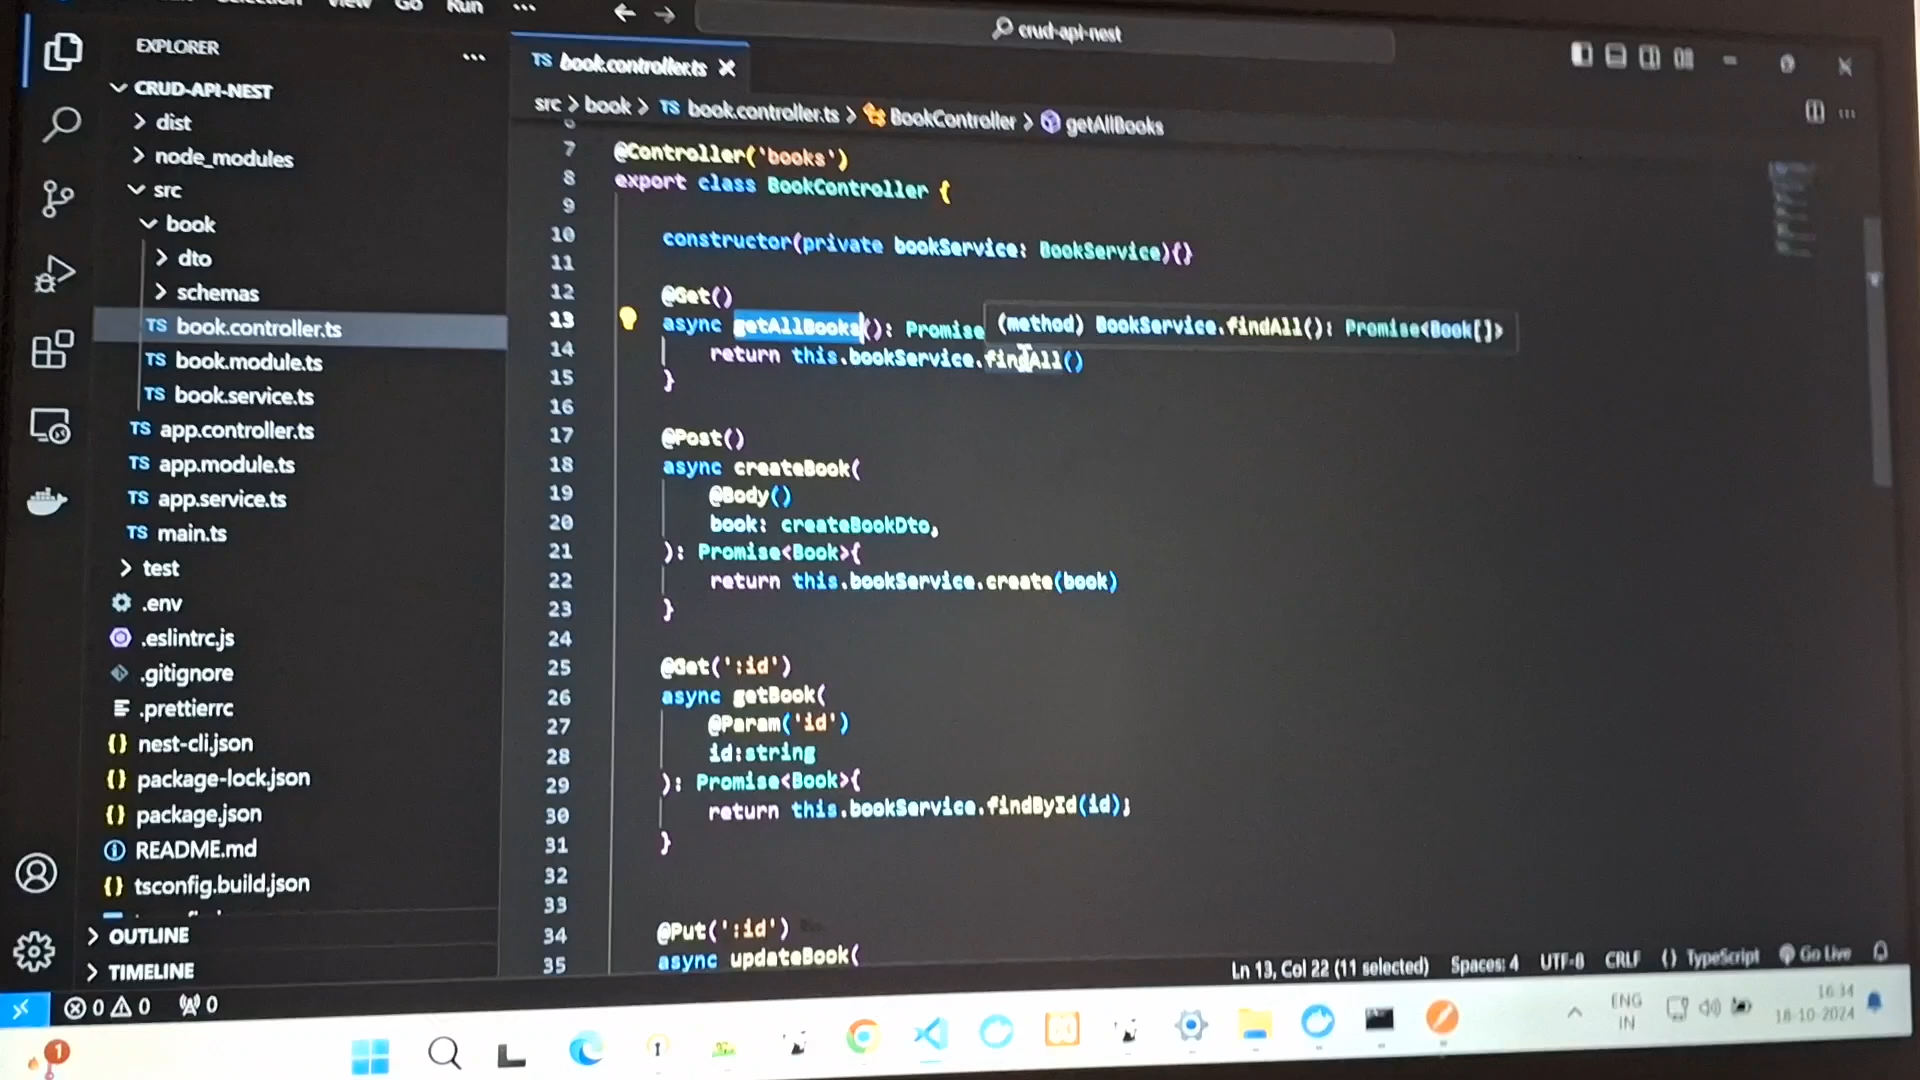 View Go Run ...
crud-api-nest
EXPLORER ...
CRUD-API-NEST
dist
node_modules
src
book
dto
schemas
TS book.controller.ts
TS book.module.ts
TS book.service.ts
TS app.controller.ts
TS app.module.ts
TS app.service.ts
TS main.ts
test
.env
.eslintrc.js
.gitignore
.prettierrc
{} nest-cli.json
{} package-lock.json
{} package.json
README.md
{} tsconfig.build.json
OUTLINE
TIMELINE
TS book.controller.ts
src > book > TS book.controller.ts > BookController > getAllBooks
7 @Controller('books')
8 export class BookController {
9
10 constructor(private bookService: BookService){}
11
12 @Get()
13 async getAllBooks(): Promise
(method) BookService.findAll(): Promise<Book[]>
14 return this.bookService.findAll()
15 }
16
17 @Post()
18 async createBook(
19 @Body()
20 book: createBookDto,
21 ): Promise<Book>{
22 return this.bookService.create(book)
23 }
24
25 @Get(':id')
26 async getBook(
27 @Param('id')
28 id:string
29 ): Promise<Book>{
30 return this.bookService.findById(id);
31 }
32
33
34 @Put(':id')
35 async updateBook(
0 0 0
Ln 13, Col 22 (11 selected) Spaces: 4 UTF-8 CRLF {} TypeScript Go Live
1
ENG
IN
16:34
18-10-2024